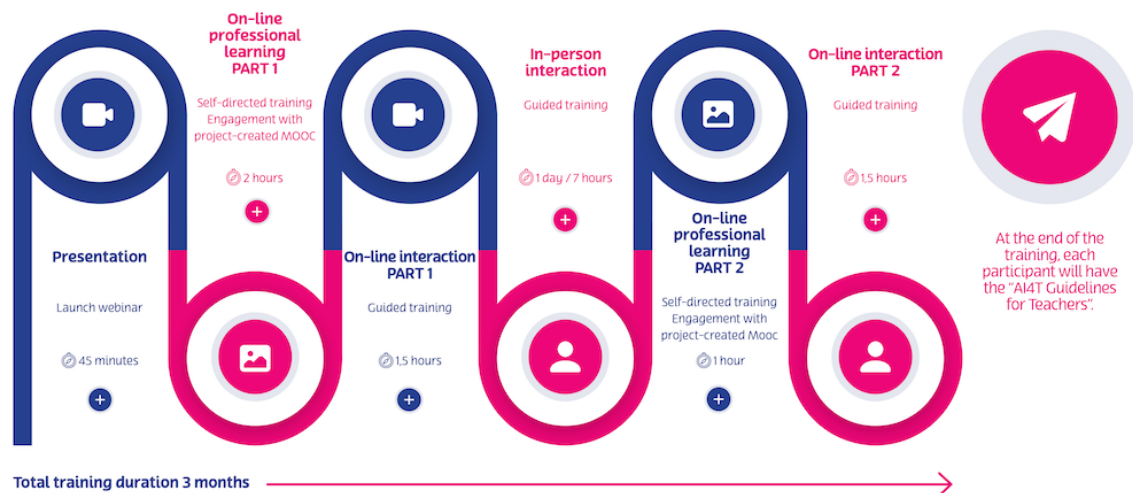 On-line
professional
learning
PART 1
Self-directed training
Engagement with
project-created MOOC
2 hours
In-person
interaction
Guided training
1 day / 7 hours
On-line interaction
PART 2
Guided training
1,5 hours
Presentation
Launch webinar
45 minutes
On-line interaction
PART 1
Guided training
1,5 hours
On-line
professional
learning
PART 2
Self-directed training
Engagement with
project-created Mooc
1 hour
At the end of the
training, each
participant will have
the "AI4T Guidelines
for Teachers".
Total training duration 3 months